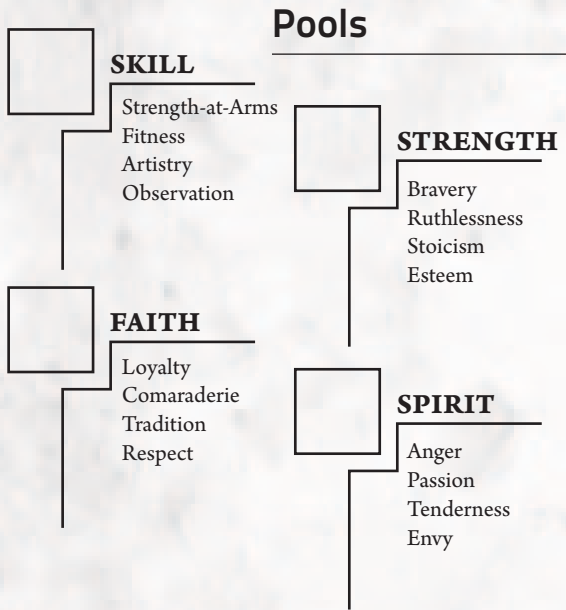 Pools
SKILL
Strength-at-Arms
Fitness
Artistry
Observation
STRENGTH
Bravery
Ruthlessness
Stoicism
Esteem
FAITH
Loyalty
Comaraderie
Tradition
Respect
SPIRIT
Anger
Passion
Tenderness
Envy